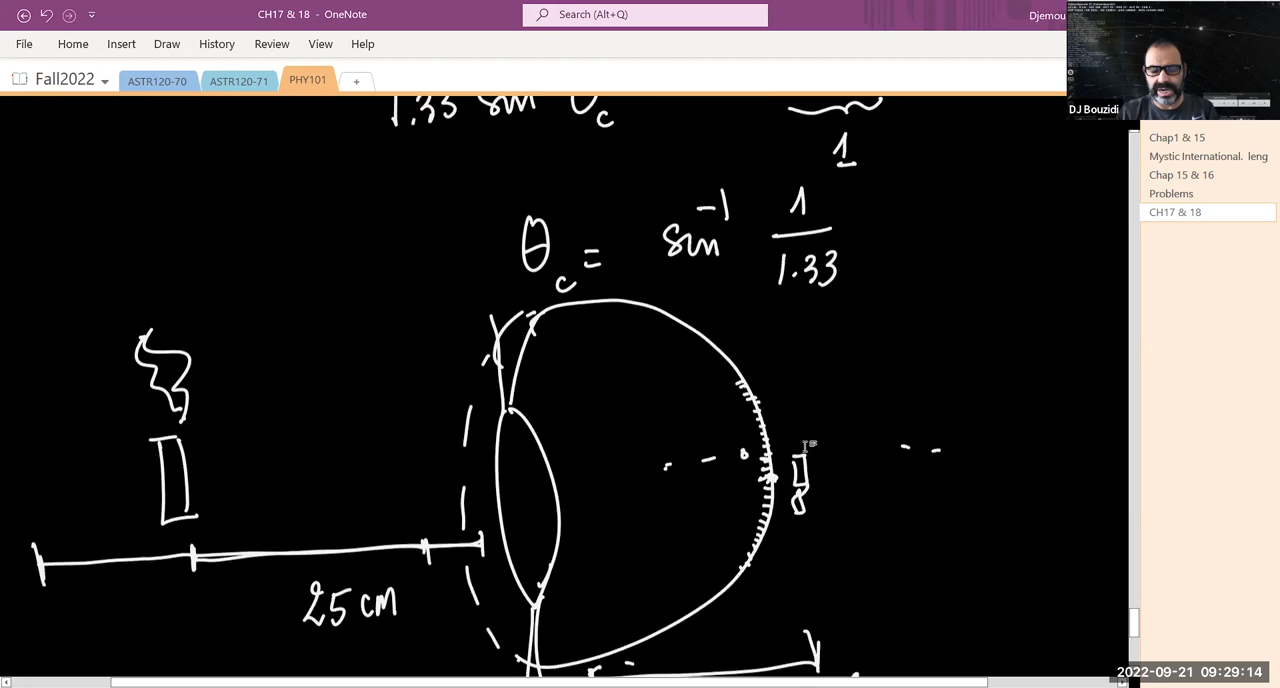 CH17 & 18 - OneNote
Search (Alt+Q)
Djemou
File Home Insert Draw History Review View Help
Fall2022 ASTR120-70 ASTR120-71 PHY101 +
DJ Bouzidi
Chap1 & 15
Mystic International. leng
Chap 15 & 16
Problems
CH17 & 18
1.33 sin θc
1
θc = sin⁻¹ 1/1.33
25 cm
2022-09-21 09:29:14